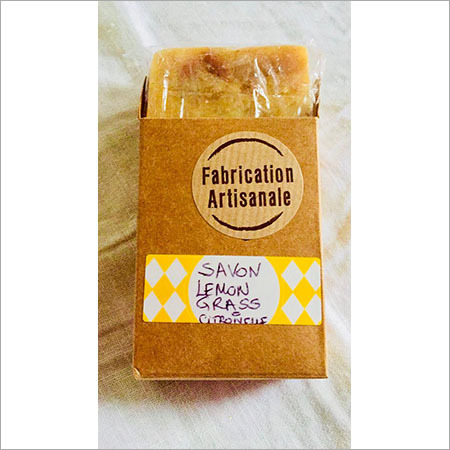 Fabrication
Artisanale
SAVON
LEMON
GRASS
CITRONELLE